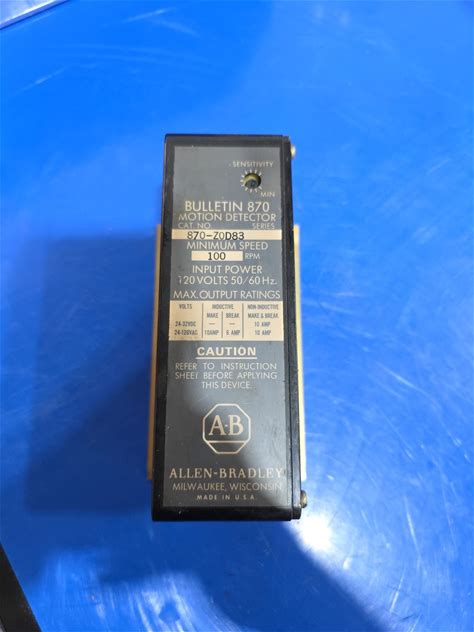 SENSITIVITY
MIN
BULLETIN 870
MOTION DETECTOR
CAT. NO. SERIES
870-Z0D83
MINIMUM SPEED
100 RPM
INPUT POWER
120 VOLTS 50/60 Hz.
MAX. OUTPUT RATINGS
VOLTS INDUCTIVE NON-INDUCTIVE
MAKE BREAK MAKE & BREAK
24-32VDC — — 10 AMP
24-120VAC 10AMP 6 AMP 10 AMP
CAUTION
REFER TO INSTRUCTION
SHEET BEFORE APPLYING
THIS DEVICE.
A-B
ALLEN-BRADLEY
MILWAUKEE, WISCONSIN
MADE IN U.S.A.